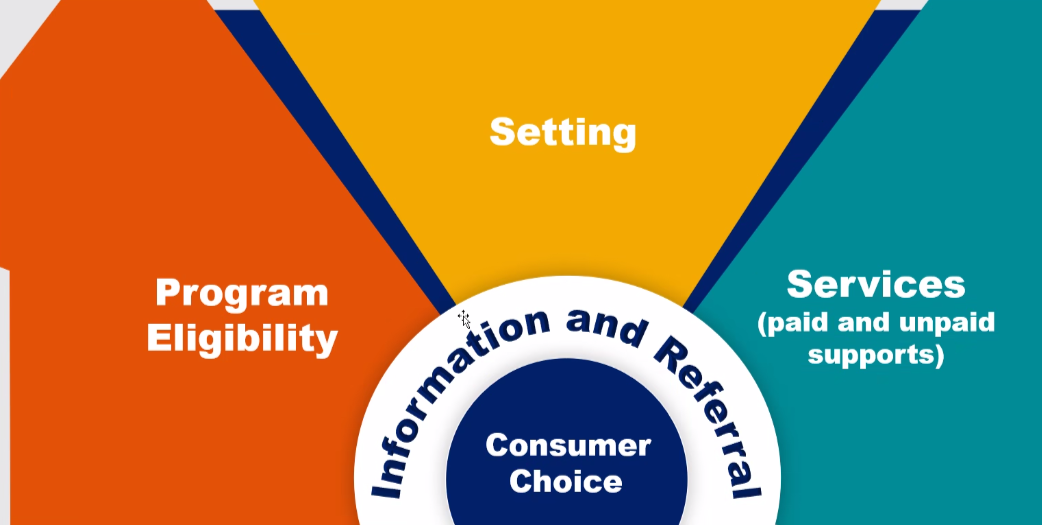 Setting
Program
Eligibility
Services
(paid and unpaid
supports)
Information and Referral
Consumer
Choice